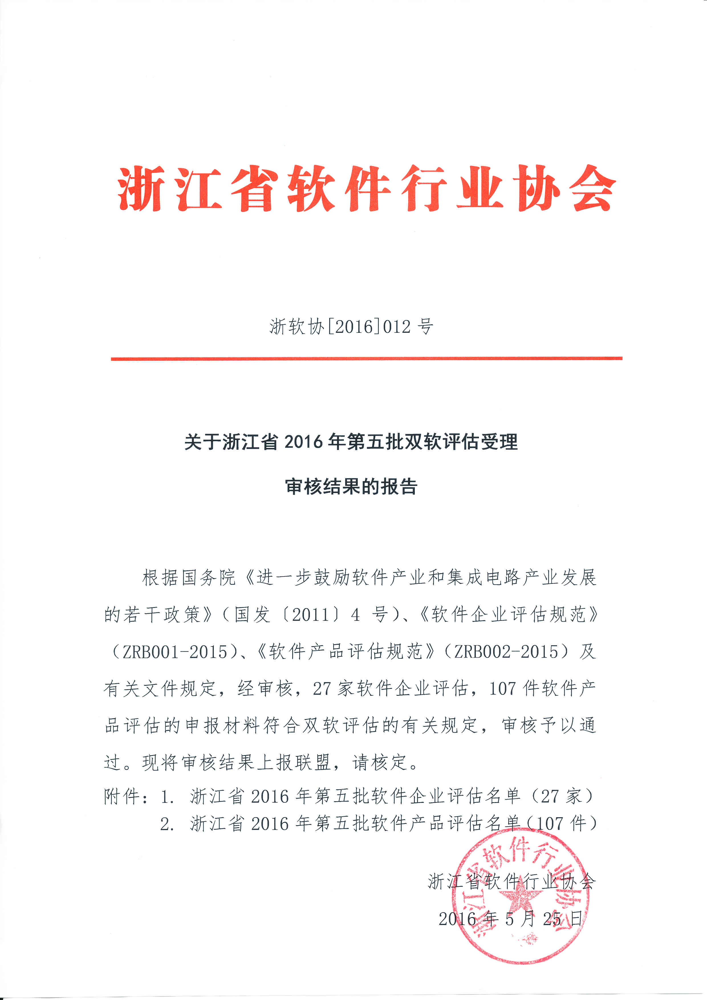 浙江省软件行业协会
浙软协[2016]012 号
关于浙江省 2016 年第五批双软评估受理
审核结果的报告
根据国务院《进一步鼓励软件产业和集成电路产业发展
的若干政策》（国发〔2011〕4 号）、《软件企业评估规范》
（ZRB001-2015）、《软件产品评估规范》（ZRB002-2015）及
有关文件规定，经审核，27 家软件企业评估，107 件软件产
品评估的申报材料符合双软评估的有关规定，审核予以通
过。现将审核结果上报联盟，请核定。
附件：1. 浙江省 2016 年第五批软件企业评估名单（27 家）
2. 浙江省 2016 年第五批软件产品评估名单（107 件）
浙江省软件行业协会
2016 年 5 月 25 日
浙江省软件行业协会